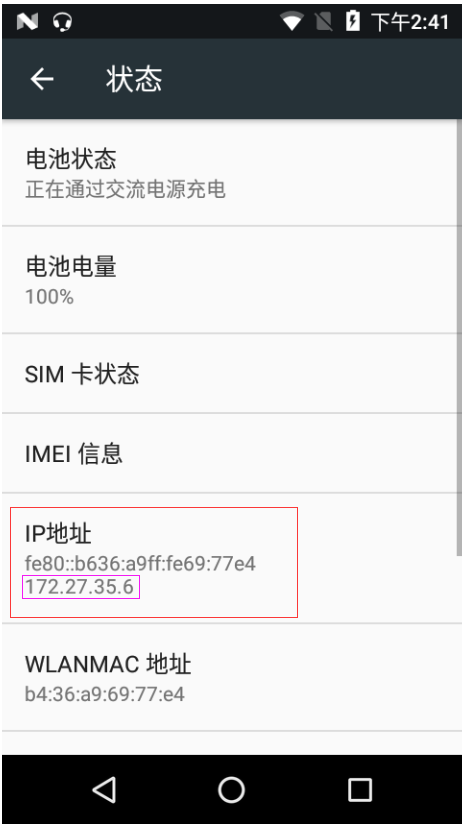 下午2:41
状态
电池状态
正在通过交流电源充电
电池电量
100%
SIM 卡状态
IMEI 信息
IP地址
fe80::b636:a9ff:fe69:77e4
172.27.35.6
WLANMAC 地址
b4:36:a9:69:77:e4